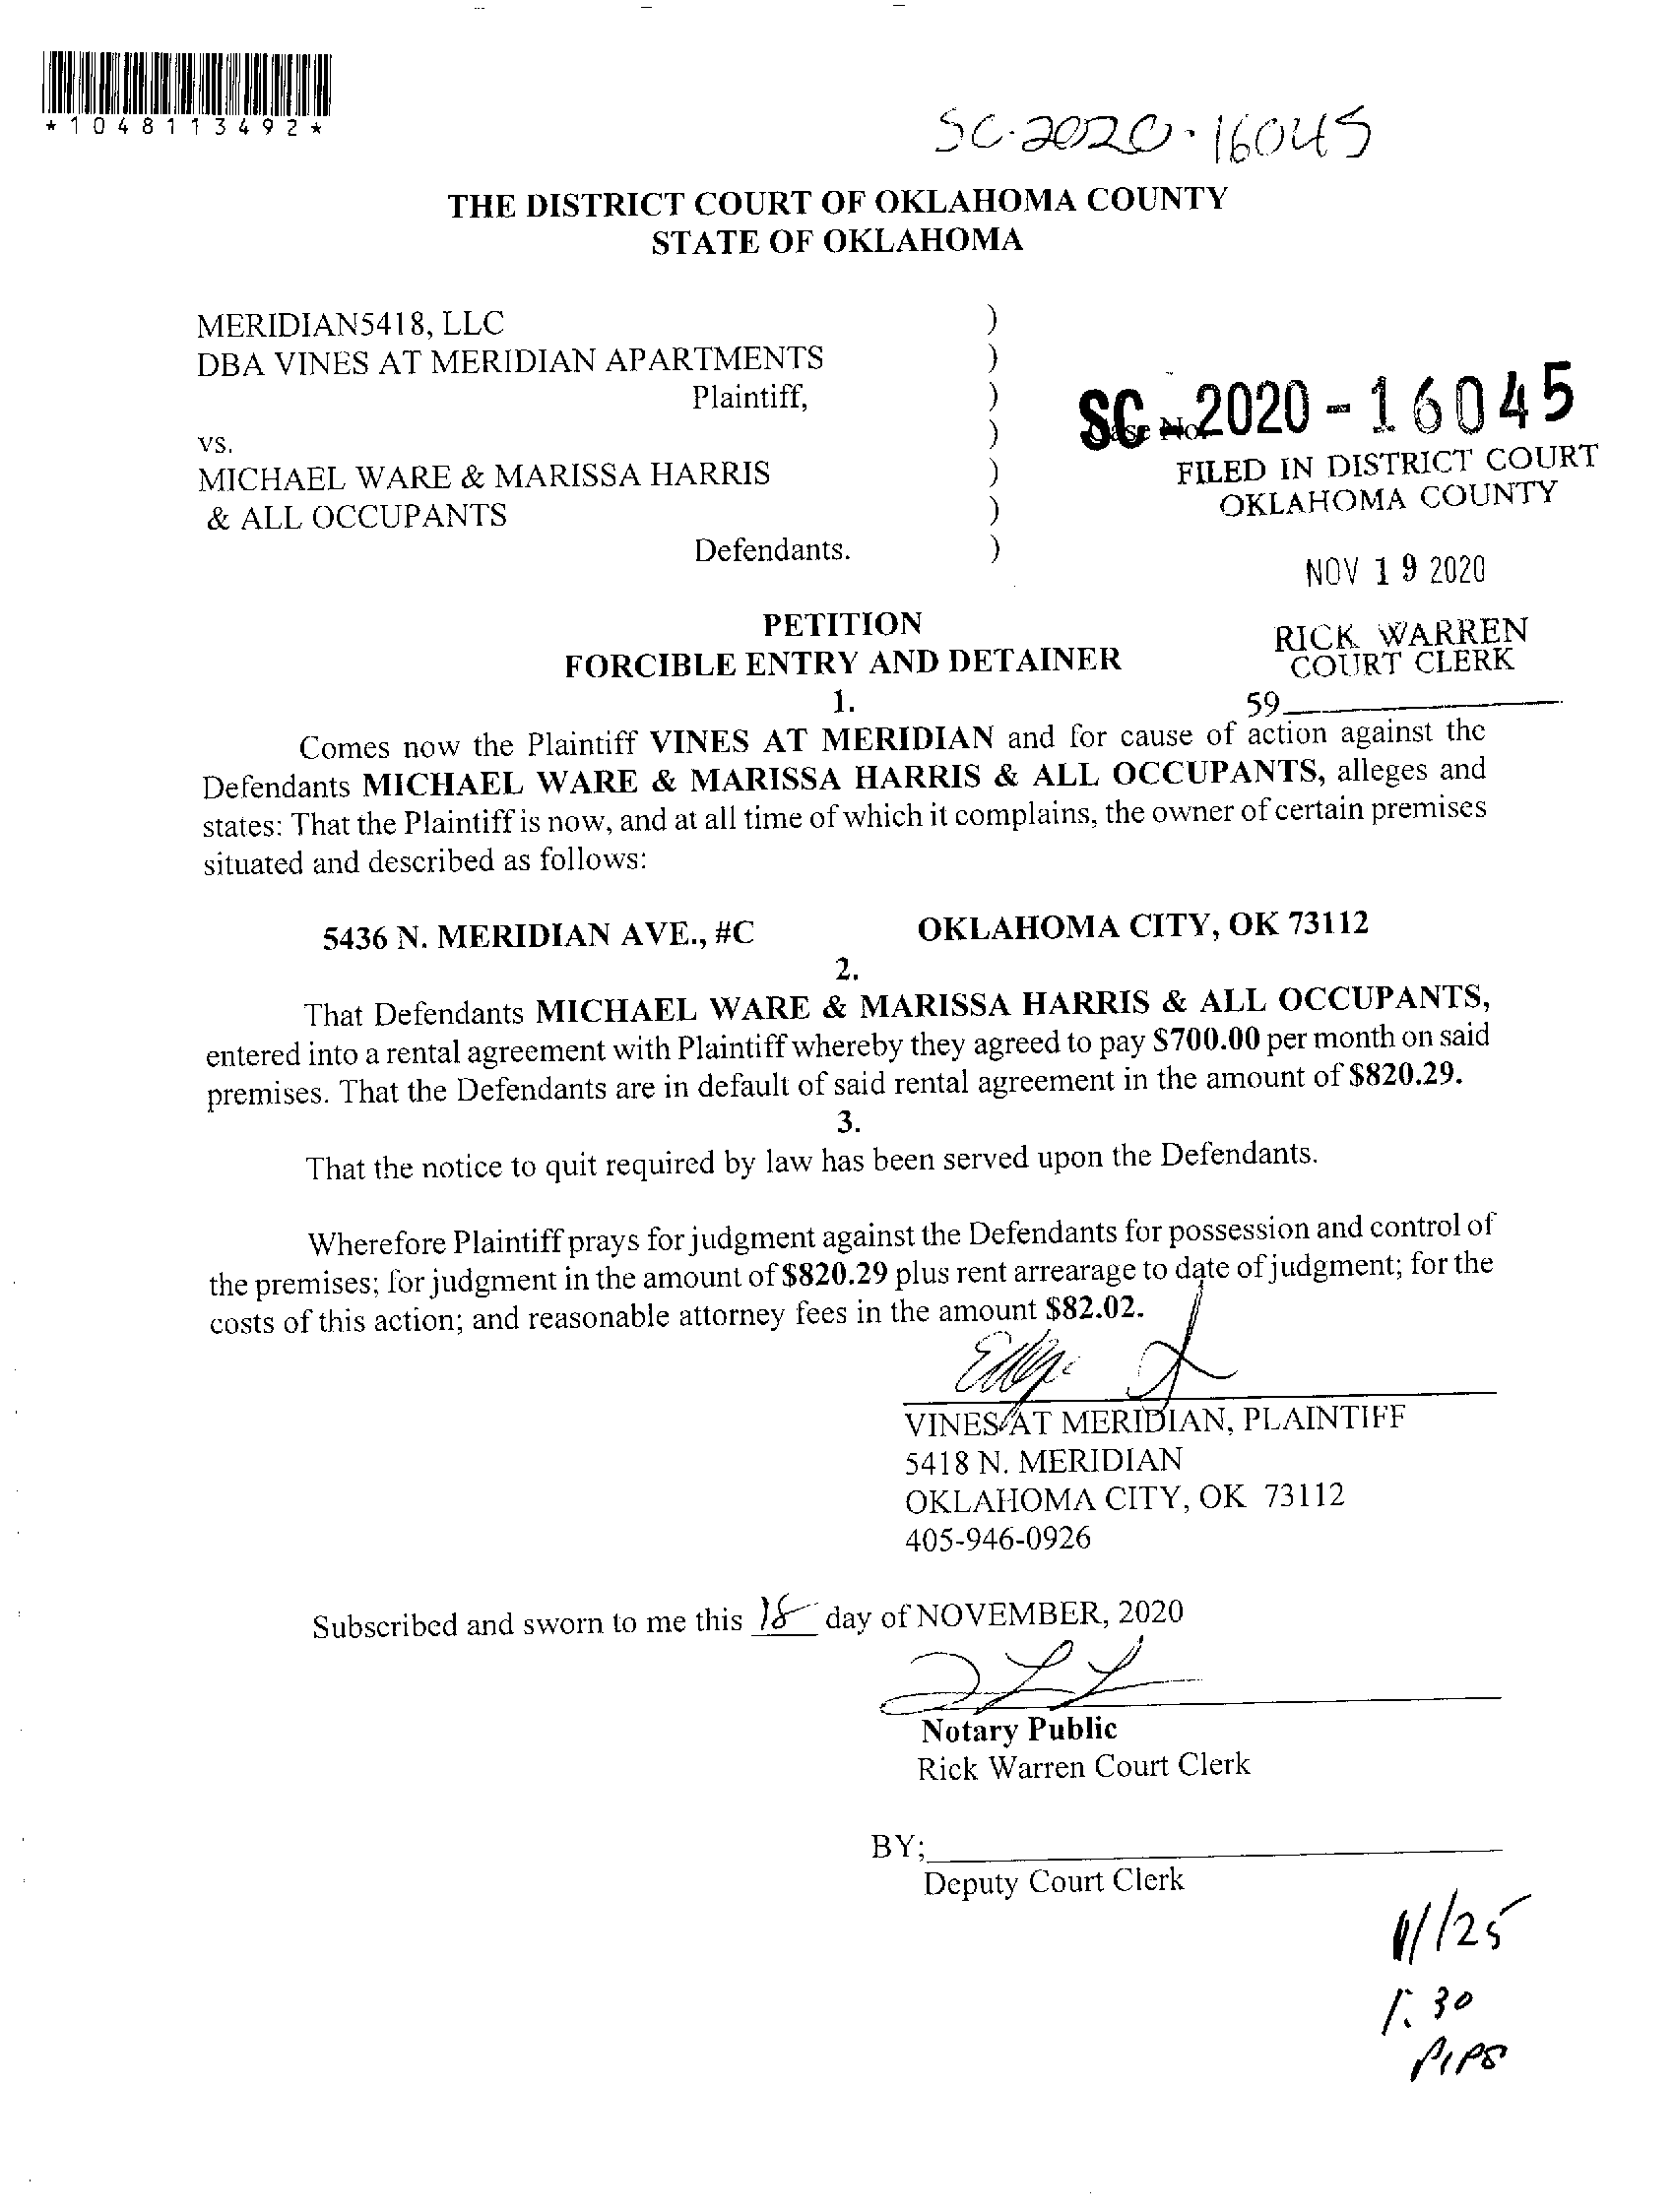 *1048113492*
SC-2020-16045
THE DISTRICT COURT OF OKLAHOMA COUNTY
STATE OF OKLAHOMA
MERIDIAN5418, LLC )
DBA VINES AT MERIDIAN APARTMENTS )
Plaintiff, )
SC - 2020 - 16045
Case No.
vs. )
MICHAEL WARE & MARISSA HARRIS )
& ALL OCCUPANTS )
Defendants. )
FILED IN DISTRICT COURT
OKLAHOMA COUNTY
NOV 19 2020
RICK WARREN
COURT CLERK
59
PETITION
FORCIBLE ENTRY AND DETAINER
1.
Comes now the Plaintiff VINES AT MERIDIAN and for cause of action against the
Defendants MICHAEL WARE & MARISSA HARRIS & ALL OCCUPANTS, alleges and
states: That the Plaintiff is now, and at all time of which it complains, the owner of certain premises
situated and described as follows:
5436 N. MERIDIAN AVE., #C OKLAHOMA CITY, OK 73112
2.
That Defendants MICHAEL WARE & MARISSA HARRIS & ALL OCCUPANTS,
entered into a rental agreement with Plaintiff whereby they agreed to pay $700.00 per month on said
premises. That the Defendants are in default of said rental agreement in the amount of $820.29.
3.
That the notice to quit required by law has been served upon the Defendants.
Wherefore Plaintiff prays for judgment against the Defendants for possession and control of
the premises; for judgment in the amount of $820.29 plus rent arrearage to date of judgment; for the
costs of this action; and reasonable attorney fees in the amount $82.02.
VINES AT MERIDIAN, PLAINTIFF
5418 N. MERIDIAN
OKLAHOMA CITY, OK 73112
405-946-0926
Subscribed and sworn to me this 18 day of NOVEMBER, 2020
Notary Public
Rick Warren Court Clerk
BY;
Deputy Court Clerk
11/25
1:30